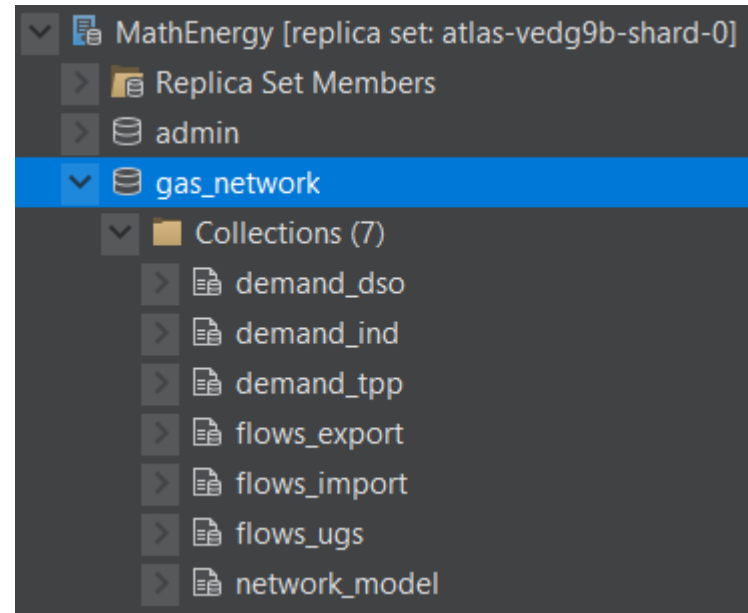 MathEnergy [replica set: atlas-vedg9b-shard-0]
Replica Set Members
admin
gas_network
Collections (7)
demand_dso
demand_ind
demand_tpp
flows_export
flows_import
flows_ugs
network_model